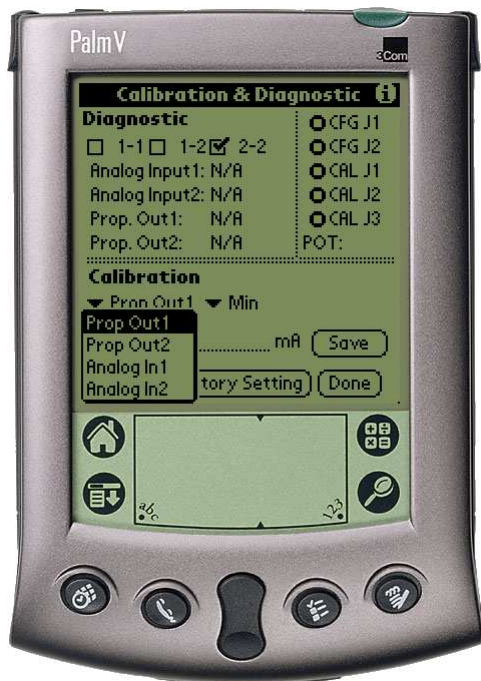 Palm V
3Com
Calibration & Diagnostic i
Diagnostic
1-1 1-2 2-2
Analog Input1: N/A
Analog Input2: N/A
Prop. Out1: N/A
Prop. Out2: N/A
CFG J1
CFG J2
CAL J1
CAL J2
CAL J3
POT:
Calibration
Prop Out1 Min
Prop Out1
Prop Out2
Analog In1
Analog In2
mA Save
tory Setting Done
abc
123